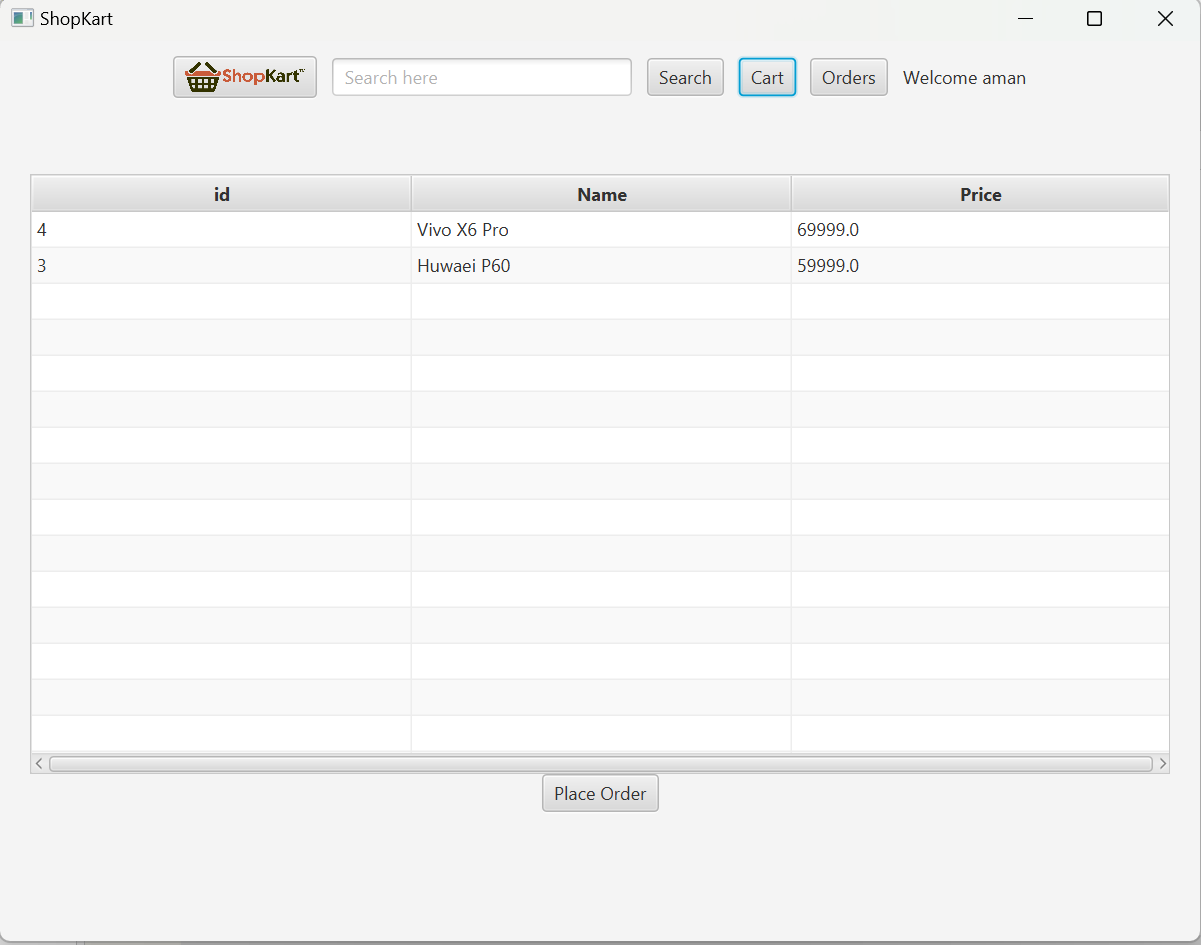 ShopKart
ShopKart™ Search here Search Cart Orders Welcome aman
id Name Price
4 Vivo X6 Pro 69999.0
3 Huwaei P60 59999.0
Place Order